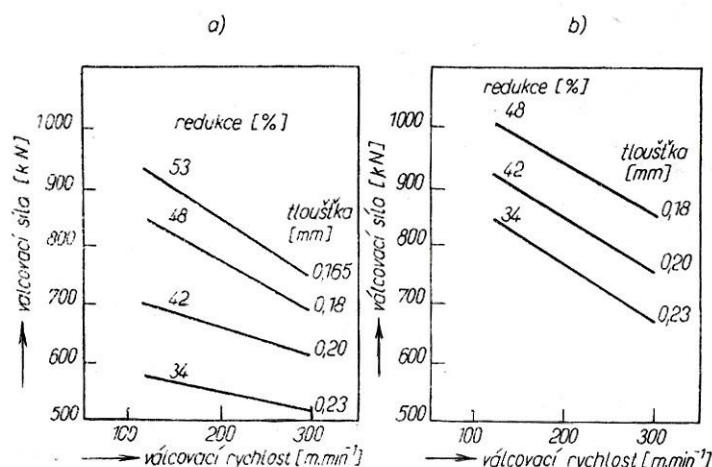 a)
redukce [%]
53
48
42
34
tloušťka
[mm]
0,165
0,18
0,20
0,23
1000
900
800
700
600
500
válcovací síla [kN]
100
200
300
válcovací rychlost [m.min⁻¹]
b)
redukce [%]
48
42
34
tloušťka
[mm]
0,18
0,20
0,23
1000
900
800
700
600
500
válcovací síla [kN]
100
200
300
válcovací rychlost [m.min⁻¹]